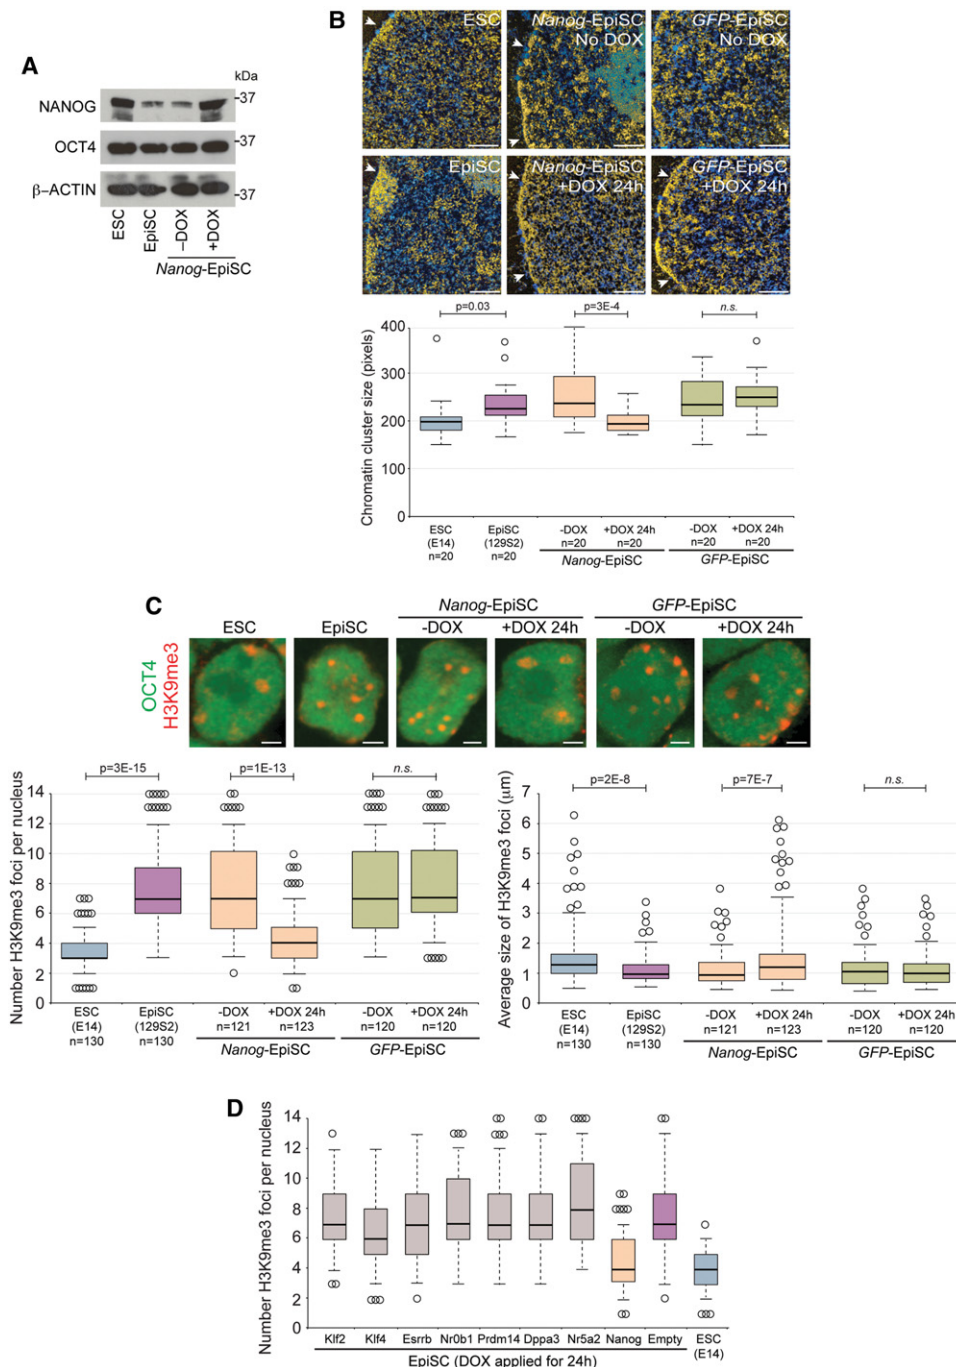 A
kDa
NANOG
-37
OCT4
-37
β-ACTIN
-37
ESC
EpiSC
-DOX
+DOX
Nanog-EpiSC
B
ESC
Nanog-EpiSC
No DOX
GFP-EpiSC
No DOX
EpiSC
Nanog-EpiSC
+DOX 24h
GFP-EpiSC
+DOX 24h
p=0.03
p=3E-4
n.s.
Chromatin cluster size (pixels)
400
300
200
100
0
ESC
(E14)
n=20
EpiSC
(129S2)
n=20
-DOX
n=20
+DOX 24h
n=20
Nanog-EpiSC
-DOX
n=20
+DOX 24h
n=20
GFP-EpiSC
C
Nanog-EpiSC
GFP-EpiSC
ESC
EpiSC
-DOX
+DOX 24h
-DOX
+DOX 24h
OCT4
H3K9me3
p=3E-15
p=1E-13
n.s.
Number H3K9me3 foci per nucleus
14
12
10
8
6
4
2
0
ESC
(E14)
n=130
EpiSC
(129S2)
n=130
-DOX
n=121
+DOX 24h
n=123
Nanog-EpiSC
-DOX
n=120
+DOX 24h
n=120
GFP-EpiSC
p=2E-8
p=7E-7
n.s.
Average size of H3K9me3 foci (μm)
7
6
5
4
3
2
1
0
ESC
(E14)
n=130
EpiSC
(129S2)
n=130
-DOX
n=121
+DOX 24h
n=123
Nanog-EpiSC
-DOX
n=120
+DOX 24h
n=120
GFP-EpiSC
D
Number H3K9me3 foci per nucleus
14
12
10
8
6
4
2
0
Klf2
Klf4
Esrrb
Nr0b1
Prdm14
Dppa3
Nr5a2
Nanog
Empty
ESC
(E14)
EpiSC (DOX applied for 24h)